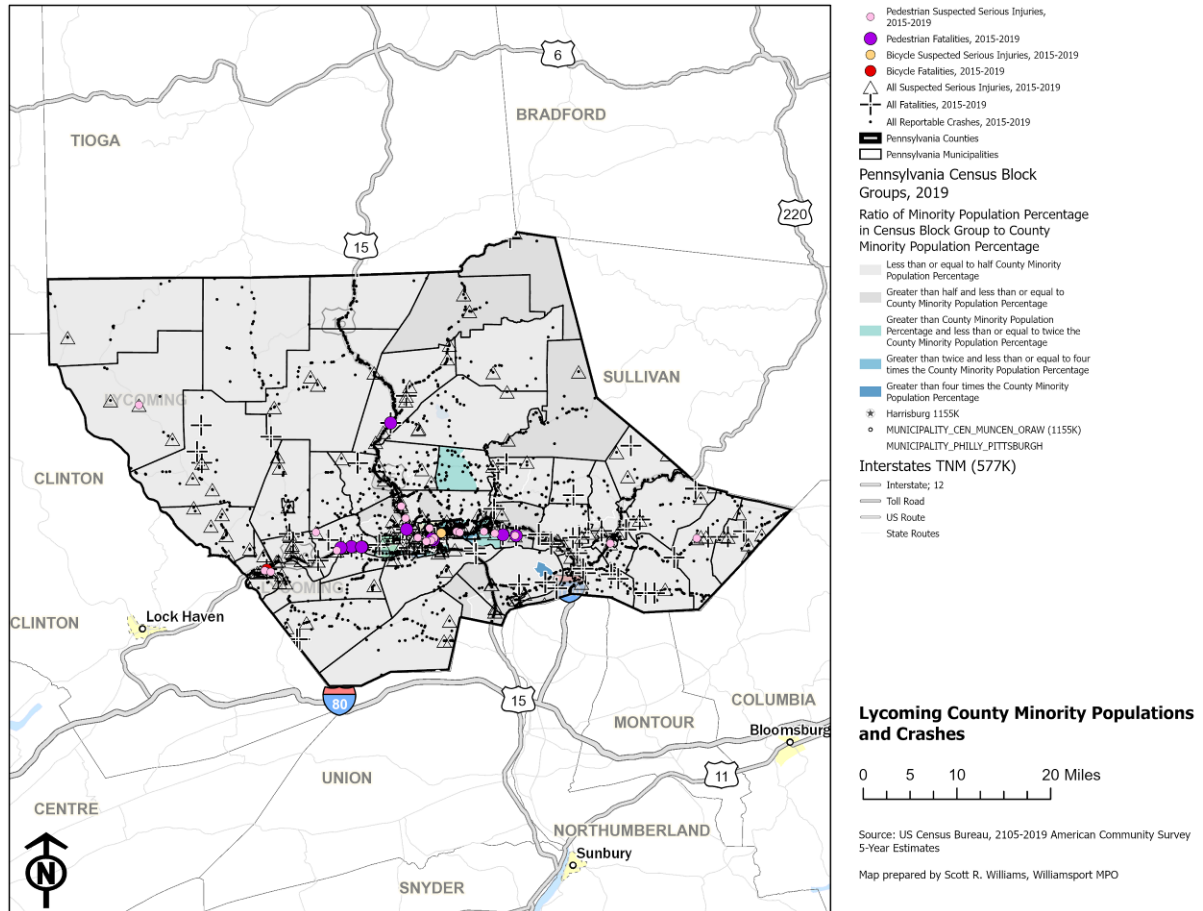 6
BRADFORD
TIOGA
220
15
SULLIVAN
LYCOMING
CLINTON
LYCOMING
Lock Haven
CLINTON
80
15
COLUMBIA
MONTOUR
Bloomsburg
UNION
11
CENTRE
NORTHUMBERLAND
Sunbury
N
SNYDER
Pedestrian Suspected Serious Injuries,
2015-2019
Pedestrian Fatalities, 2015-2019
Bicycle Suspected Serious Injuries, 2015-2019
Bicycle Fatalities, 2015-2019
All Suspected Serious Injuries, 2015-2019
All Fatalities, 2015-2019
All Reportable Crashes, 2015-2019
Pennsylvania Counties
Pennsylvania Municipalities
Pennsylvania Census Block
Groups, 2019
Ratio of Minority Population Percentage
in Census Block Group to County
Minority Population Percentage
Less than or equal to half County Minority
Population Percentage
Greater than half and less than or equal to
County Minority Population Percentage
Greater than County Minority Population
Percentage and less than or equal to twice the
County Minority Population Percentage
Greater than twice and less than or equal to four
times the County Minority Population Percentage
Greater than four times the County Minority
Population Percentage
Harrisburg 1155K
MUNICIPALITY_CEN_MUNCEN_ORAW (1155K)
MUNICIPALITY_PHILLY_PITTSBURGH
Interstates TNM (577K)
Interstate; 12
Toll Road
US Route
State Routes
Lycoming County Minority Populations
and Crashes
0 5 10 20 Miles
Source: US Census Bureau, 2105-2019 American Community Survey
5-Year Estimates
Map prepared by Scott R. Williams, Williamsport MPO